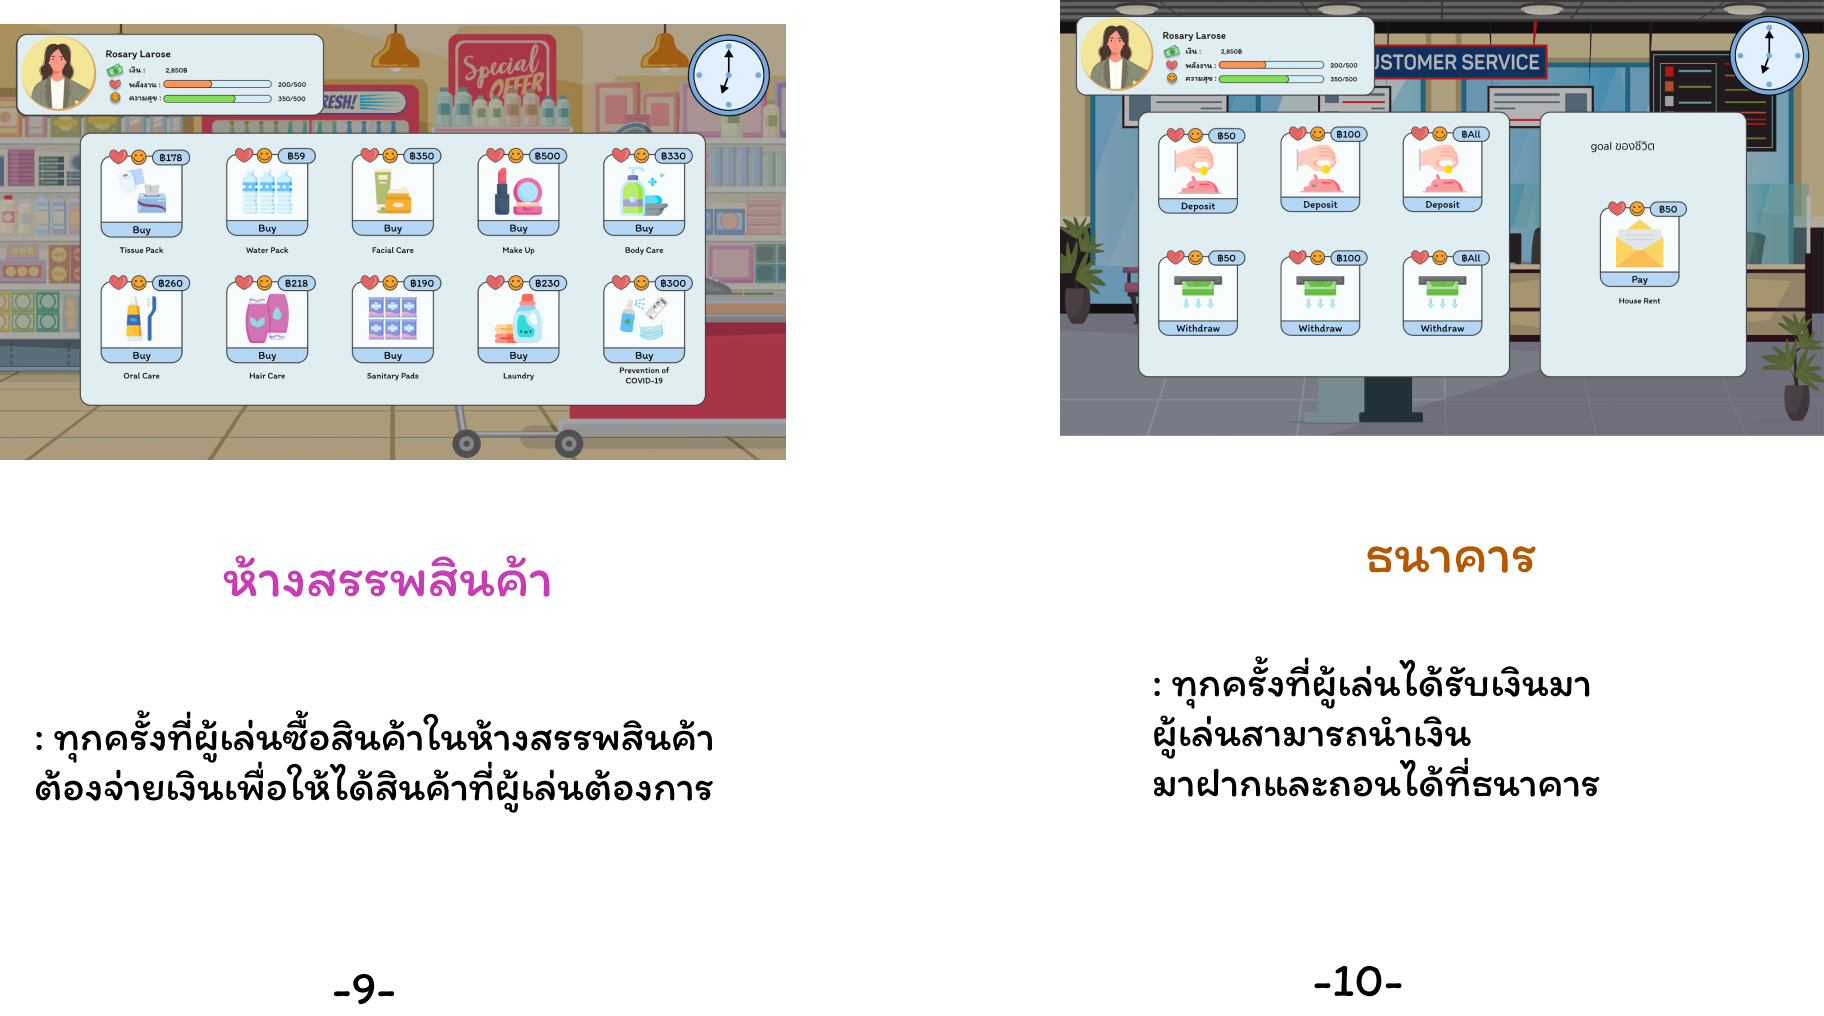 Special
OFFER
RESH!
Rosary Larose
เงิน : 2,850฿
พลังงาน : 200/500
ความสุข : 350/500
฿178 ฿59 ฿350 ฿500 ฿330
Buy Buy Buy Buy Buy
Tissue Pack Water Pack Facial Care Make Up Body Care
฿260 ฿218 ฿190 ฿230 ฿300
Buy Buy Buy Buy Buy
Oral Care Hair Care Sanitary Pads Laundry Prevention of
COVID-19
ห้างสรรพสินค้า
: ทุกครั้งที่ผู้เล่นซื้อสินค้าในห้างสรรพสินค้า
ต้องจ่ายเงินเพื่อให้ได้สินค้าที่ผู้เล่นต้องการ
-9-
USTOMER SERVICE
Rosary Larose
เงิน : 2,850฿
พลังงาน : 200/500
ความสุข : 350/500
฿50 ฿100 ฿All
Deposit Deposit Deposit
฿50 ฿100 ฿All
Withdraw Withdraw Withdraw
goal ของชีวิต
฿50
Pay
House Rent
ธนาคาร
: ทุกครั้งที่ผู้เล่นได้รับเงินมา
ผู้เล่นสามารถนำเงิน
มาฝากและถอนได้ที่ธนาคาร
-10-